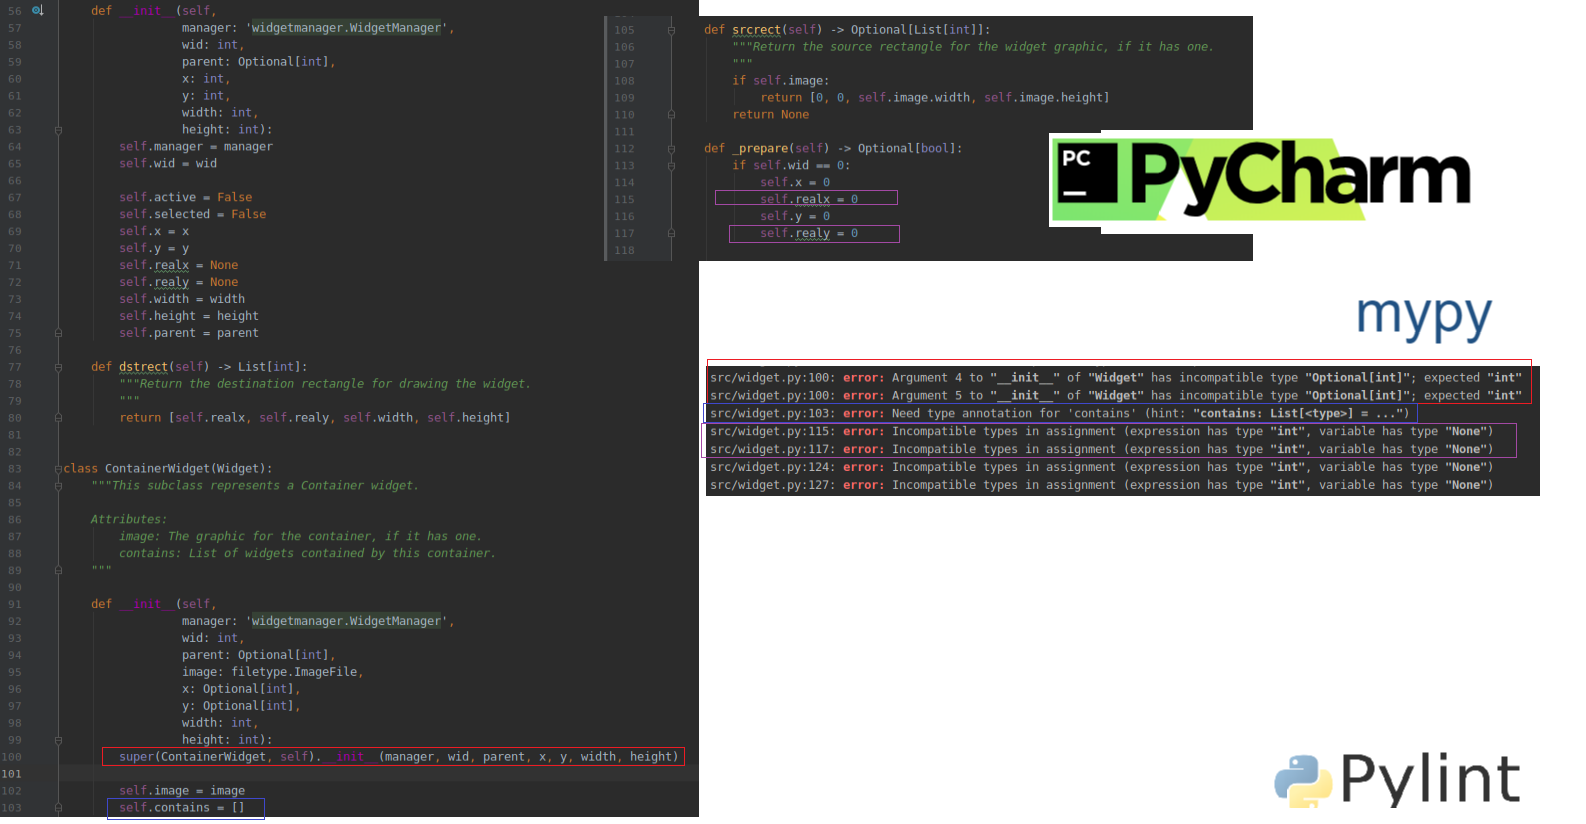 56 def __init__(self,
57 manager: 'widgetmanager.WidgetManager',
58 wid: int,
59 parent: Optional[int],
60 x: int,
61 y: int,
62 width: int,
63 height: int):
64 self.manager = manager
65 self.wid = wid
66
67 self.active = False
68 self.selected = False
69 self.x = x
70 self.y = y
71 self.realx = None
72 self.realy = None
73 self.width = width
74 self.height = height
75 self.parent = parent
76
77 def dstrect(self) -> List[int]:
78 """Return the destination rectangle for drawing the widget.
79 """
80 return [self.realx, self.realy, self.width, self.height]
81
82
83 class ContainerWidget(Widget):
84 """This subclass represents a Container widget.
85
86 Attributes:
87 image: The graphic for the container, if it has one.
88 contains: List of widgets contained by this container.
89 """
90
91 def __init__(self,
92 manager: 'widgetmanager.WidgetManager',
93 wid: int,
94 parent: Optional[int],
95 image: filetype.ImageFile,
96 x: Optional[int],
97 y: Optional[int],
98 width: int,
99 height: int):
100 super(ContainerWidget, self).__init__(manager, wid, parent, x, y, width, height)
101
102 self.image = image
103 self.contains = []
105 def srcrect(self) -> Optional[List[int]]:
106 """Return the source rectangle for the widget graphic, if it has one.
107 """
108 if self.image:
109 return [0, 0, self.image.width, self.image.height]
110 return None
111
112 def _prepare(self) -> Optional[bool]:
113 if self.wid == 0:
114 self.x = 0
115 self.realx = 0
116 self.y = 0
117 self.realy = 0
118
PC
PyCharm
mypy
src/widget.py:100: error: Argument 4 to "__init__" of "Widget" has incompatible type "Optional[int]"; expected "int"
src/widget.py:100: error: Argument 5 to "__init__" of "Widget" has incompatible type "Optional[int]"; expected "int"
src/widget.py:103: error: Need type annotation for 'contains' (hint: "contains: List[<type>] = ...")
src/widget.py:115: error: Incompatible types in assignment (expression has type "int", variable has type "None")
src/widget.py:117: error: Incompatible types in assignment (expression has type "int", variable has type "None")
src/widget.py:124: error: Incompatible types in assignment (expression has type "int", variable has type "None")
src/widget.py:127: error: Incompatible types in assignment (expression has type "int", variable has type "None")
Pylint